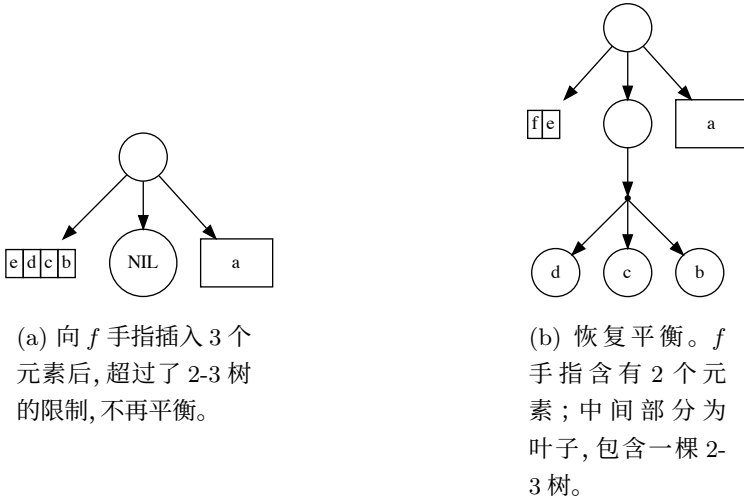 f e
a
e d c b
NIL
a
d
c
b
(a) 向 f 手指插入 3 个
元素后, 超过了 2-3 树
的限制, 不再平衡。
(b) 恢复平衡。f
手指含有 2 个元
素；中间部分为
叶子, 包含一棵 2-
3 树。